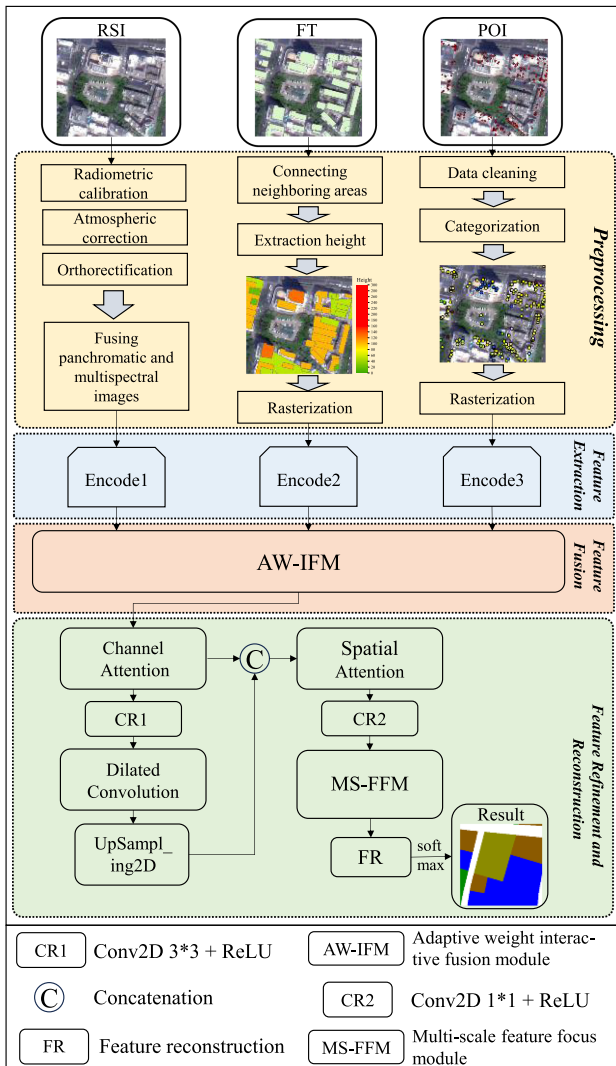 RSI
FT
POI
Radiometric
calibration
Atmospheric
correction
Orthorectification
Fusing
panchromatic and
multispectral
images
Connecting
neighboring areas
Extraction height
Height
Rasterization
Data cleaning
Categorization
Rasterization
Preprocessing
Encode1
Encode2
Encode3
Feature
Extraction
AW-IFM
Feature
Fusion
Channel
Attention
C
Spatial
Attention
CR1
CR2
Dilated
Convolution
MS-FFM
UpSampl_
ing2D
FR
soft
max
Result
Feature Refinement and
Reconstruction
CR1
Conv2D 3*3 + ReLU
AW-IFM
Adaptive weight interac-
tive fusion module
C
Concatenation
CR2
Conv2D 1*1 + ReLU
FR
Feature reconstruction
MS-FFM
Multi-scale feature focus
module